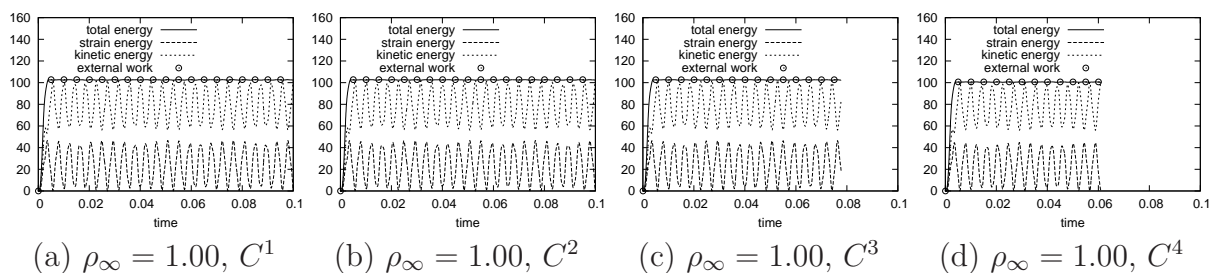 160
140
120
100
80
60
40
20
0
total energy
strain energy
kinetic energy
external work
0 0.02 0.04 0.06 0.08 0.1
time
(a) ρ∞ = 1.00, C¹
160
140
120
100
80
60
40
20
0
total energy
strain energy
kinetic energy
external work
0 0.02 0.04 0.06 0.08 0.1
time
(b) ρ∞ = 1.00, C²
160
140
120
100
80
60
40
20
0
total energy
strain energy
kinetic energy
external work
0 0.02 0.04 0.06 0.08 0.1
time
(c) ρ∞ = 1.00, C³
160
140
120
100
80
60
40
20
0
total energy
strain energy
kinetic energy
external work
0 0.02 0.04 0.06 0.08 0.1
time
(d) ρ∞ = 1.00, C⁴